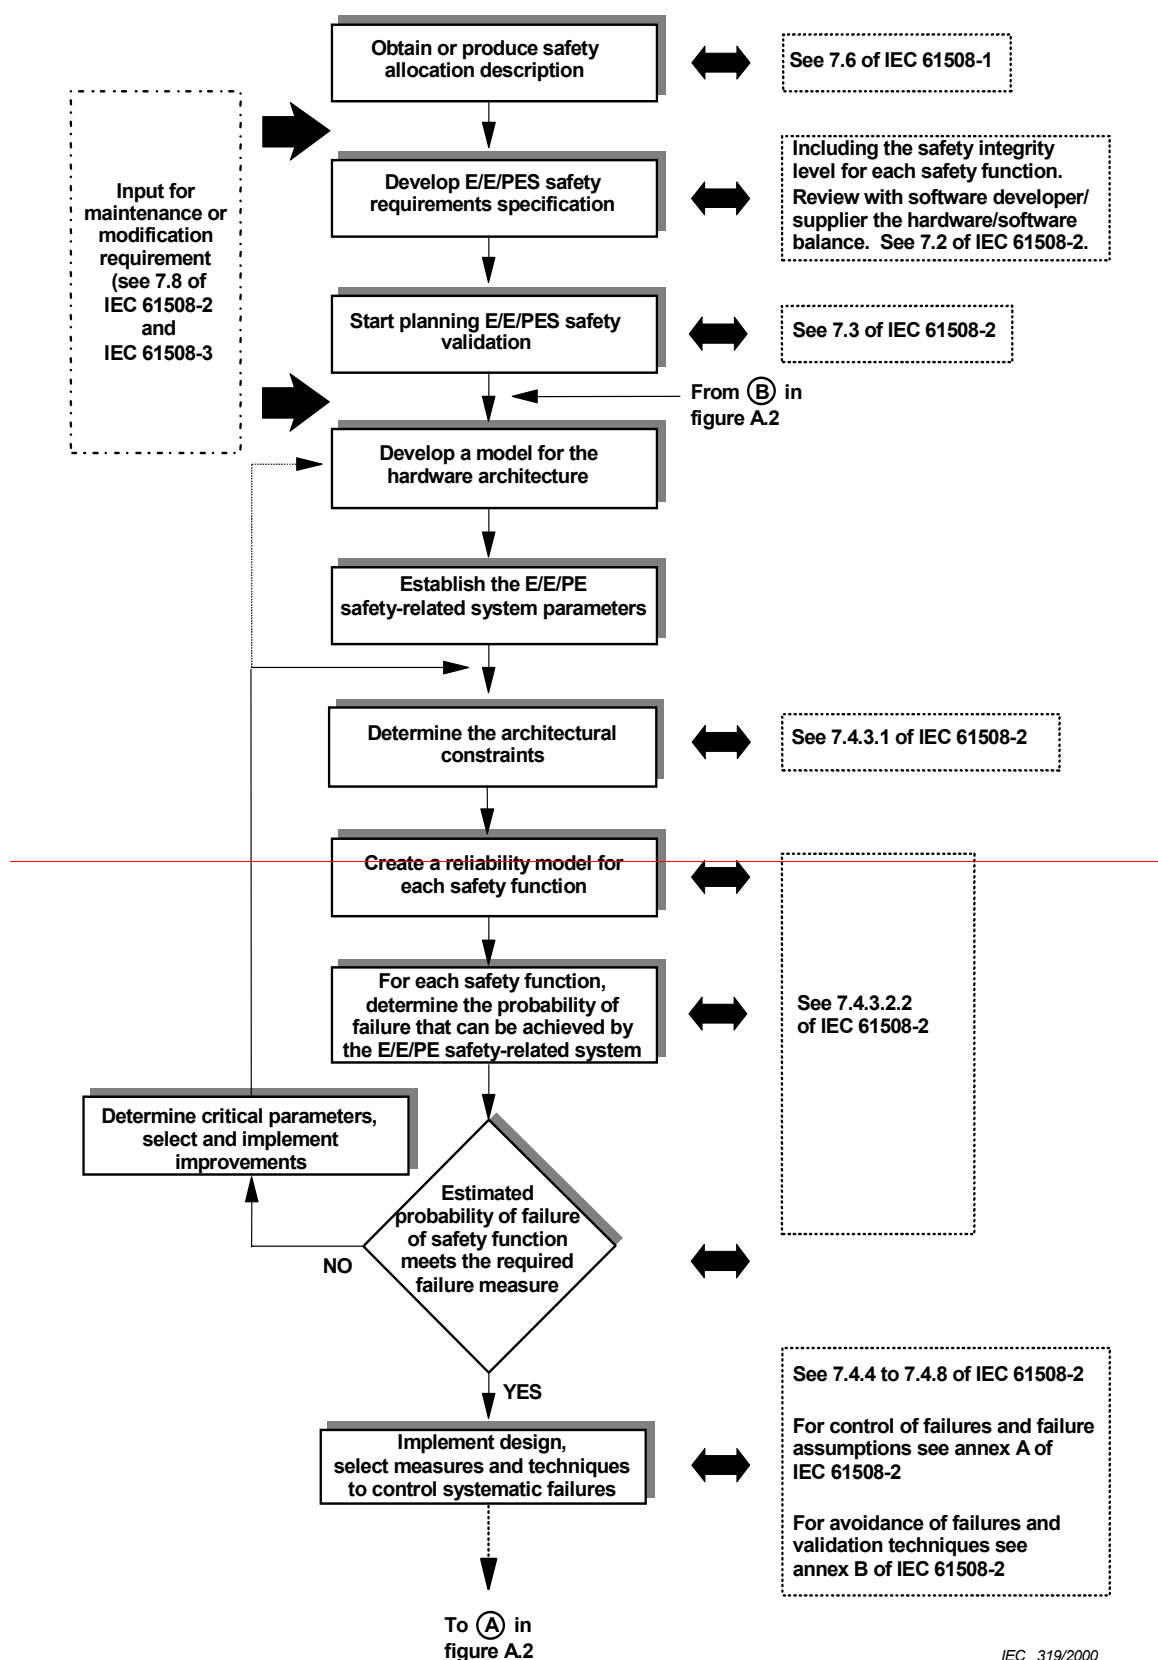 Obtain or produce safety
allocation description
See 7.6 of IEC 61508-1
Input for
maintenance or
modification
requirement
(see 7.8 of
IEC 61508-2
and
IEC 61508-3
Develop E/E/PES safety
requirements specification
Including the safety integrity
level for each safety function.
Review with software developer/
supplier the hardware/software
balance. See 7.2 of IEC 61508-2.
Start planning E/E/PES safety
validation
See 7.3 of IEC 61508-2
From B in
figure A.2
Develop a model for the
hardware architecture
Establish the E/E/PE
safety-related system parameters
Determine the architectural
constraints
See 7.4.3.1 of IEC 61508-2
Create a reliability model for
each safety function
For each safety function,
determine the probability of
failure that can be achieved by
the E/E/PE safety-related system
See 7.4.3.2.2
of IEC 61508-2
Determine critical parameters,
select and implement
improvements
Estimated
probability of failure
of safety function
meets the required
failure measure
NO
YES
Implement design,
select measures and techniques
to control systematic failures
See 7.4.4 to 7.4.8 of IEC 61508-2
For control of failures and failure
assumptions see annex A of
IEC 61508-2
For avoidance of failures and
validation techniques see
annex B of IEC 61508-2
To A in
figure A.2
IEC 319/2000